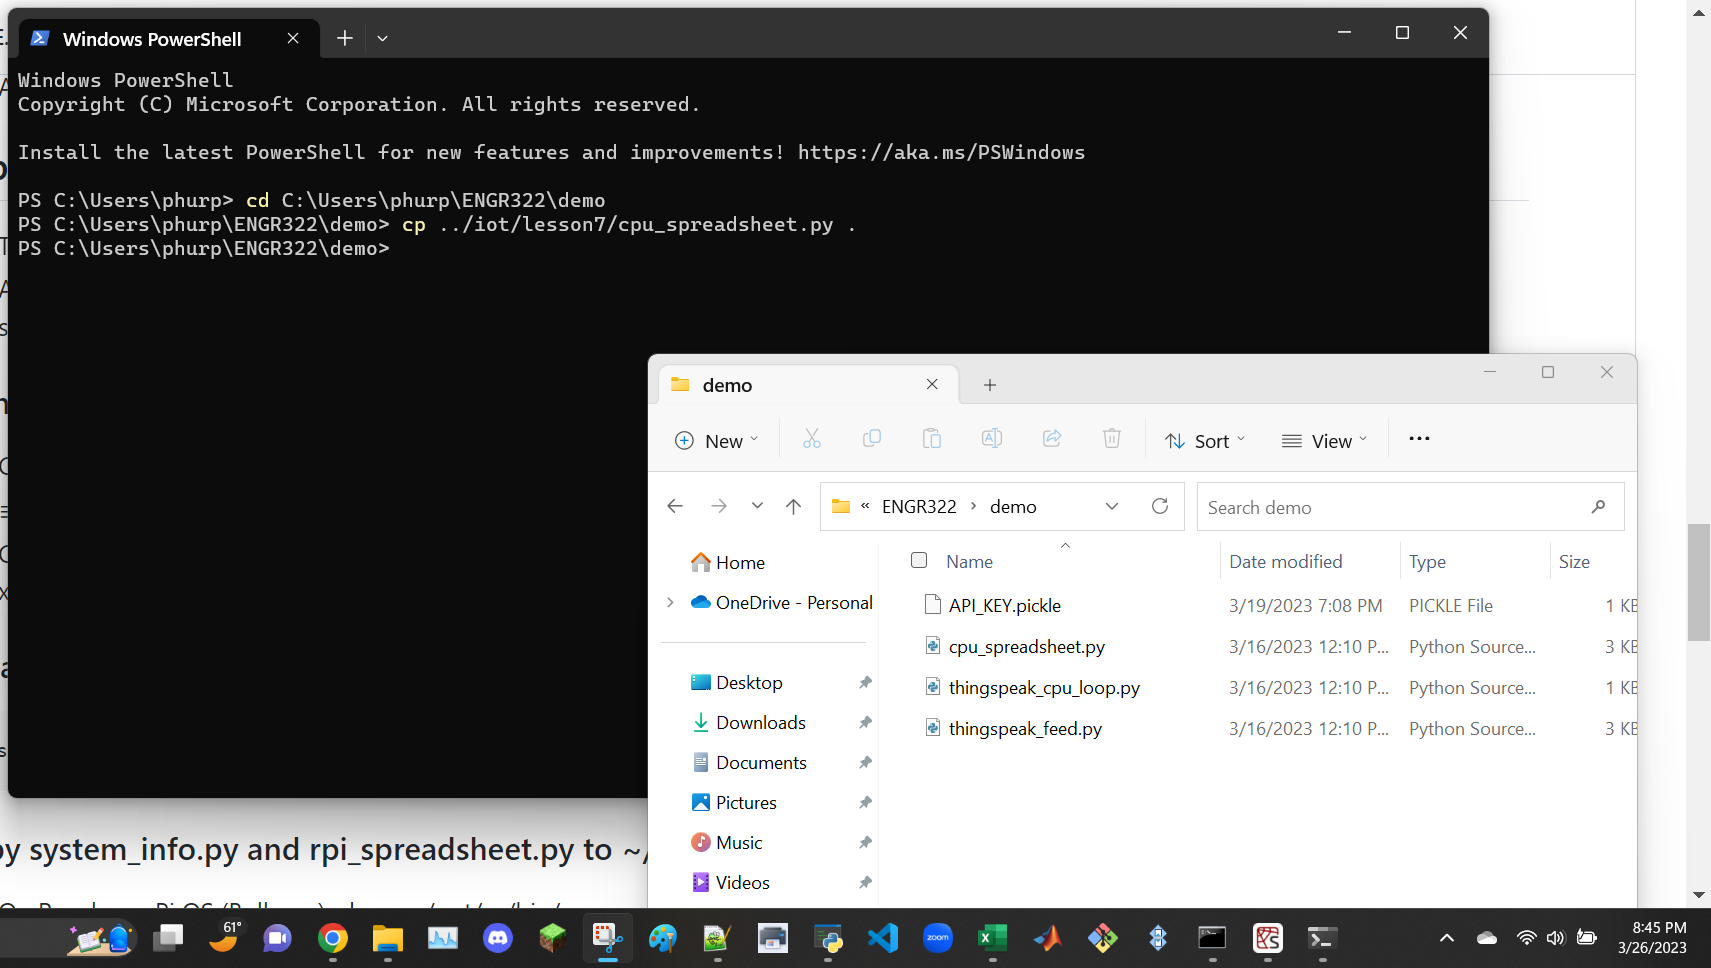 Windows PowerShell
Windows PowerShell
Copyright (C) Microsoft Corporation. All rights reserved.
Install the latest PowerShell for new features and improvements! https://aka.ms/PSWindows
PS C:\Users\phurp> cd C:\Users\phurp\ENGR322\demo
PS C:\Users\phurp\ENGR322\demo> cp ../iot/lesson7/cpu_spreadsheet.py .
PS C:\Users\phurp\ENGR322\demo>
demo
New
Sort
View
« ENGR322 > demo
Search demo
Home
OneDrive - Personal
Desktop
Downloads
Documents
Pictures
Music
Videos
Name Date modified Type Size
API_KEY.pickle 3/19/2023 7:08 PM PICKLE File 1 KB
cpu_spreadsheet.py 3/16/2023 12:10 P... Python Source... 3 KB
thingspeak_cpu_loop.py 3/16/2023 12:10 P... Python Source... 1 KB
thingspeak_feed.py 3/16/2023 12:10 P... Python Source... 3 KB
py system_info.py and rpi_spreadsheet.py to ~/
61°
zoom
8:45 PM
3/26/2023